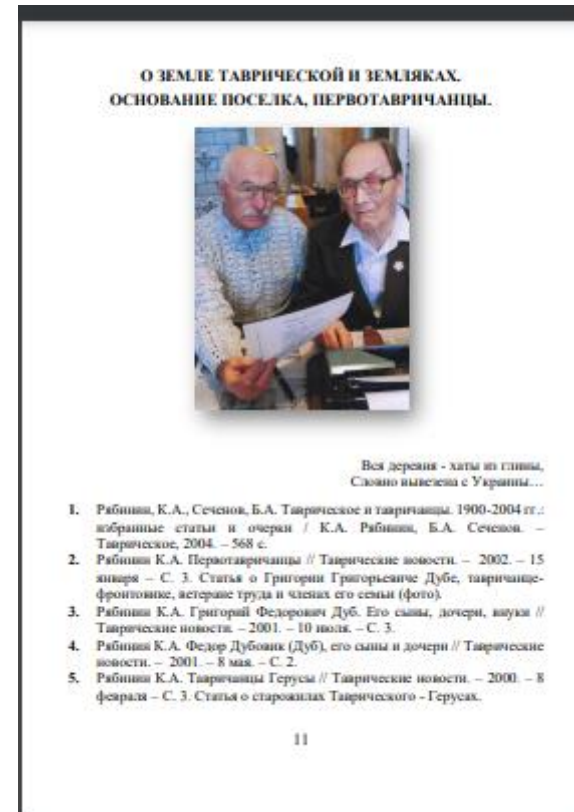 О ЗЕМЛЕ ТАВРИЧЕСКОЙ И ЗЕМЛЯКАХ.
ОСНОВАНИЕ ПОСЕЛКА, ПЕРВОТАВРИЧАНЦЫ.
Вся деревня - хаты из глины,
Словно вывезена с Украины…
1. Рябинин, К.А., Сеченов, Б.А. Таврическое и тавричанцы. 1900-2004 гг.:
избранные статьи и очерки / К.А. Рябинин, Б.А. Сеченов. –
Таврическое, 2004. – 568 с.
2. Рябинин К.А. Первотавричанцы // Таврические новости. – 2002. – 15
января – С. 3. Статья о Григории Григорьевиче Дубе, тавричанце-
фронтовике, ветеране труда и членах его семьи (фото).
3. Рябинин К.А. Григорий Федорович Дуб. Его сыны, дочери, внуки //
Таврические новости. – 2001. – 10 июля. – С. 3.
4. Рябинин К.А. Федор Дубовик (Дуб), его сыны и дочери // Таврические
новости. – 2001. – 8 мая. – С. 2.
5. Рябинин К.А. Тавричанцы Герусы // Таврические новости. – 2000. – 8
февраля – С. 3. Статья о старожилах Таврического - Герусах.
11